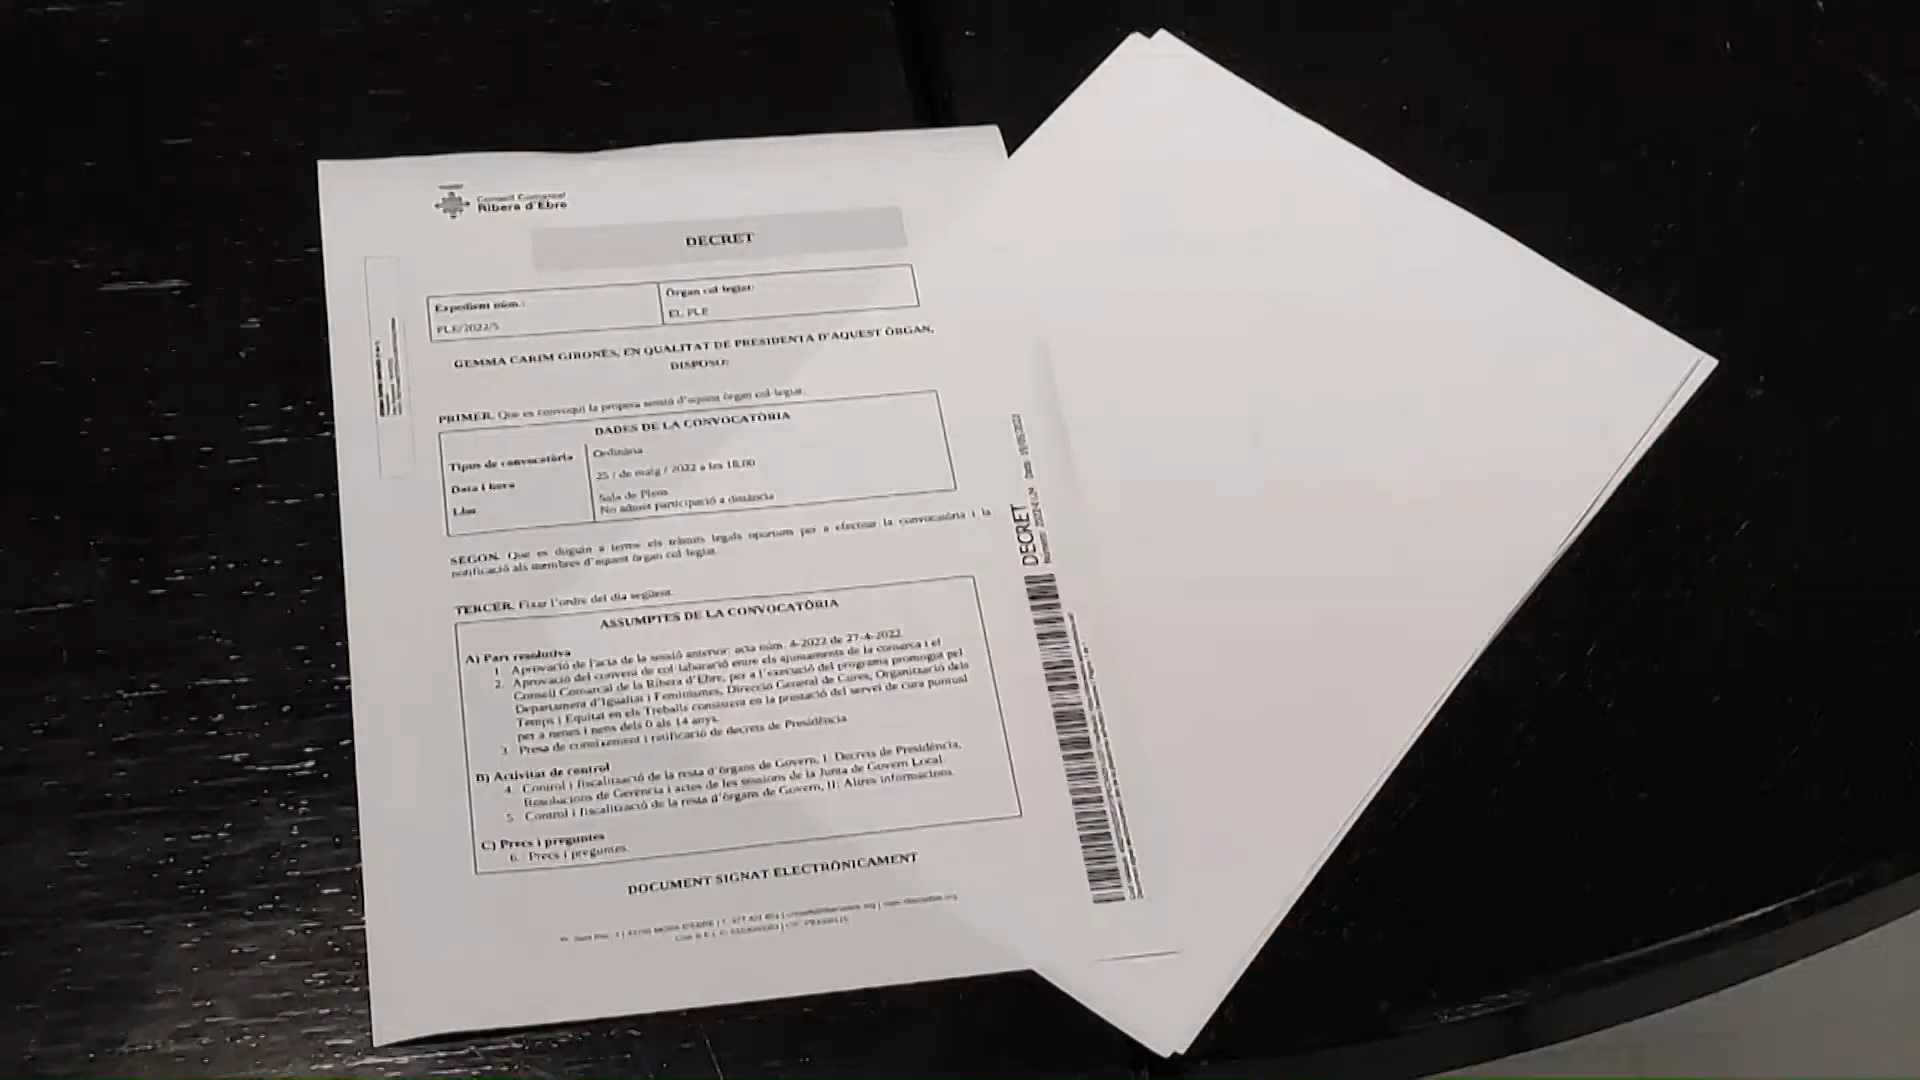 Consell Comarcal
Ribera d'Ebre
DECRET
Expedient núm.:
PLE/2022/5
Òrgan col·legiat:
EL PLE
GEMMA CARIM GIRONÈS, EN QUALITAT DE PRESIDENTA D'AQUEST ÒRGAN,
DISPOSO:
PRIMER. Que es convoqui la propera sessió d'aquest òrgan col·legiat.
DADES DE LA CONVOCATÒRIA
Tipus de convocatòria
Ordinària
Data i hora
25 / de maig / 2022 a les 18.00
Lloc
Sala de Plens
No admet participació a distància
SEGON. Que es duguin a terme els tràmits legals oportuns per a efectuar la convocatòria i la
notificació als membres d'aquest òrgan col·legiat.
TERCER. Fixar l'ordre del dia següent
ASSUMPTES DE LA CONVOCATÒRIA
A) Part resolutiva
1. Aprovació de l'acta de la sessió anterior: acta núm. 4-2022 de 27-4-2022
2. Aprovació del conveni de col·laboració entre els ajuntaments de la comarca i el
Consell Comarcal de la Ribera d'Ebre, per a l'execució del programa promogut pel
Departament d'Igualtat i Feminismes, Direcció General de Cures, Organització dels
Temps i Equitat en els Treballs consistent en la prestació del servei de cura puntual
per a nenes i nens dels 0 als 14 anys.
3. Presa de coneixement i ratificació de decrets de Presidència
B) Activitat de control
4. Control i fiscalització de la resta d'òrgans de Govern, I: Decrets de Presidència,
Resolucions de Gerència i actes de les sessions de la Junta de Govern Local.
5. Control i fiscalització de la resta d'òrgans de Govern, II: Altres informacions.
C) Precs i preguntes
6. Precs i preguntes.
DOCUMENT SIGNAT ELECTRÒNICAMENT
DECRET